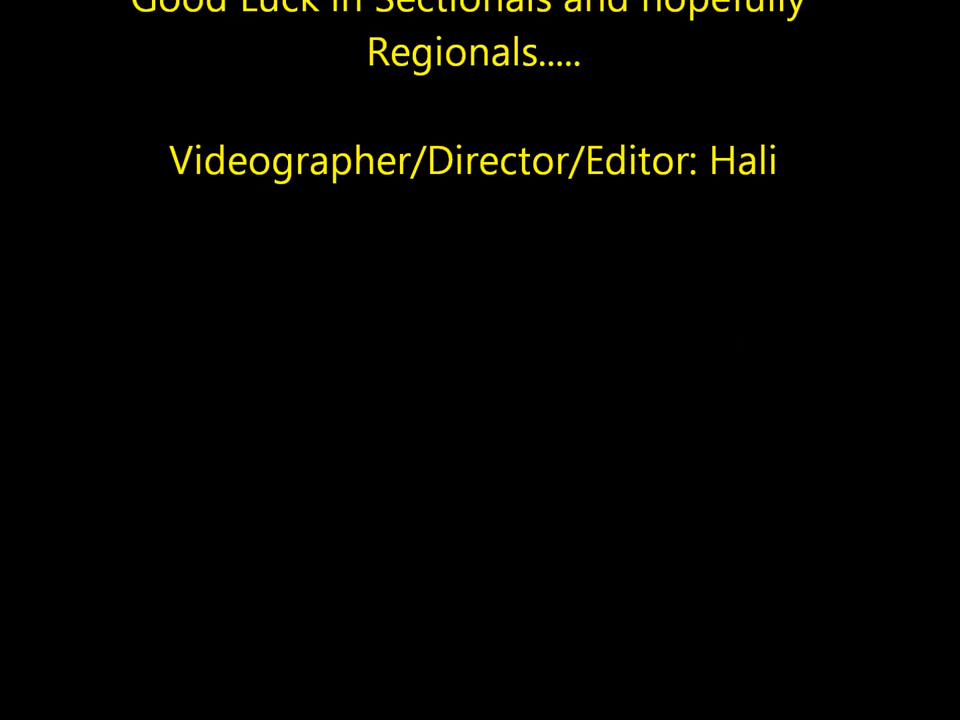 Good Luck in Sectionals and hopefully
Regionals.....
Videographer/Director/Editor: Hali